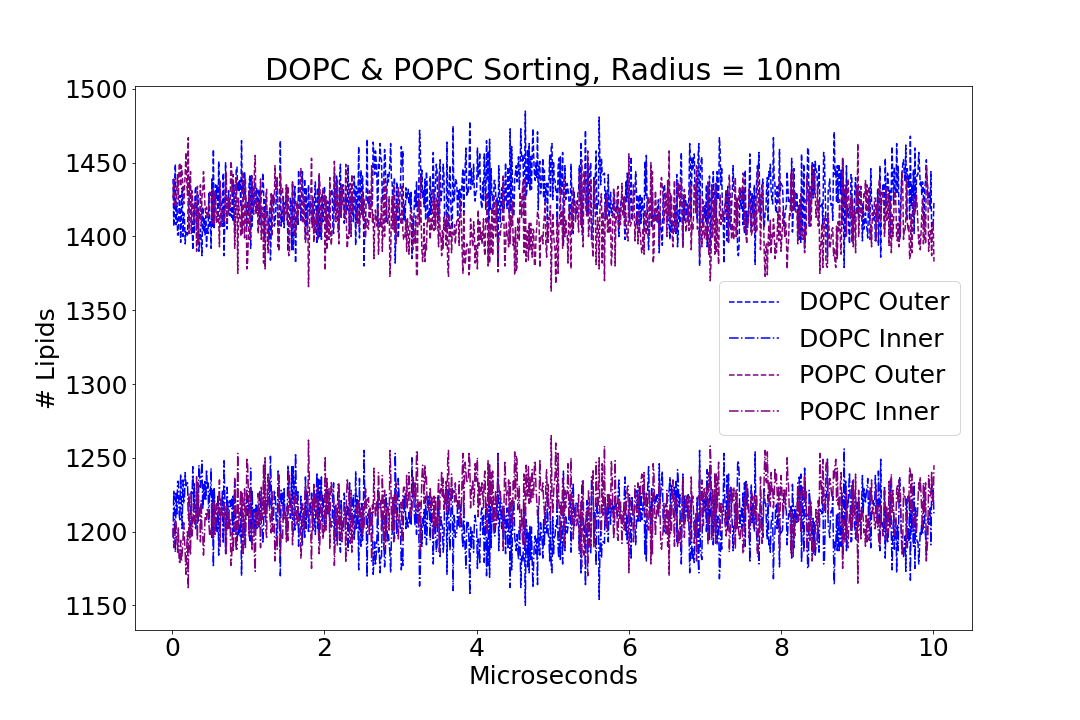 DOPC & POPC Sorting, Radius = 10nm
1500
1450
1400
1350
1300
1250
1200
1150
# Lipids
DOPC Outer
DOPC Inner
POPC Outer
POPC Inner
0 2 4 6 8 10
Microseconds